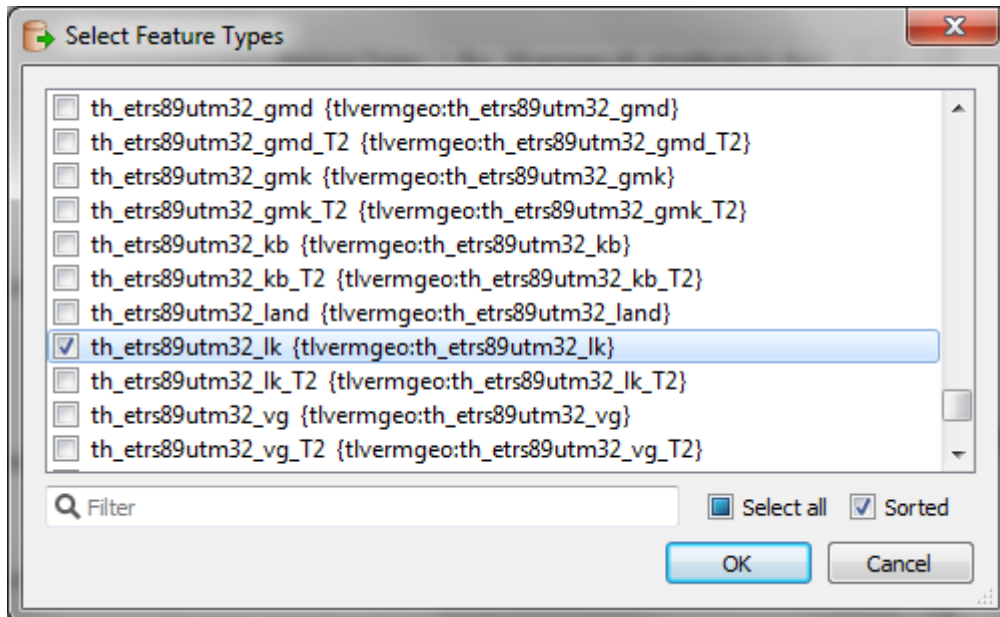 Select Feature Types
th_etrs89utm32_gmd {tlvermgeo:th_etrs89utm32_gmd}
th_etrs89utm32_gmd_T2 {tlvermgeo:th_etrs89utm32_gmd_T2}
th_etrs89utm32_gmk {tlvermgeo:th_etrs89utm32_gmk}
th_etrs89utm32_gmk_T2 {tlvermgeo:th_etrs89utm32_gmk_T2}
th_etrs89utm32_kb {tlvermgeo:th_etrs89utm32_kb}
th_etrs89utm32_kb_T2 {tlvermgeo:th_etrs89utm32_kb_T2}
th_etrs89utm32_land {tlvermgeo:th_etrs89utm32_land}
th_etrs89utm32_lk {tlvermgeo:th_etrs89utm32_lk}
th_etrs89utm32_lk_T2 {tlvermgeo:th_etrs89utm32_lk_T2}
th_etrs89utm32_vg {tlvermgeo:th_etrs89utm32_vg}
th_etrs89utm32_vg_T2 {tlvermgeo:th_etrs89utm32_vg_T2}
Filter Select all Sorted
OK Cancel